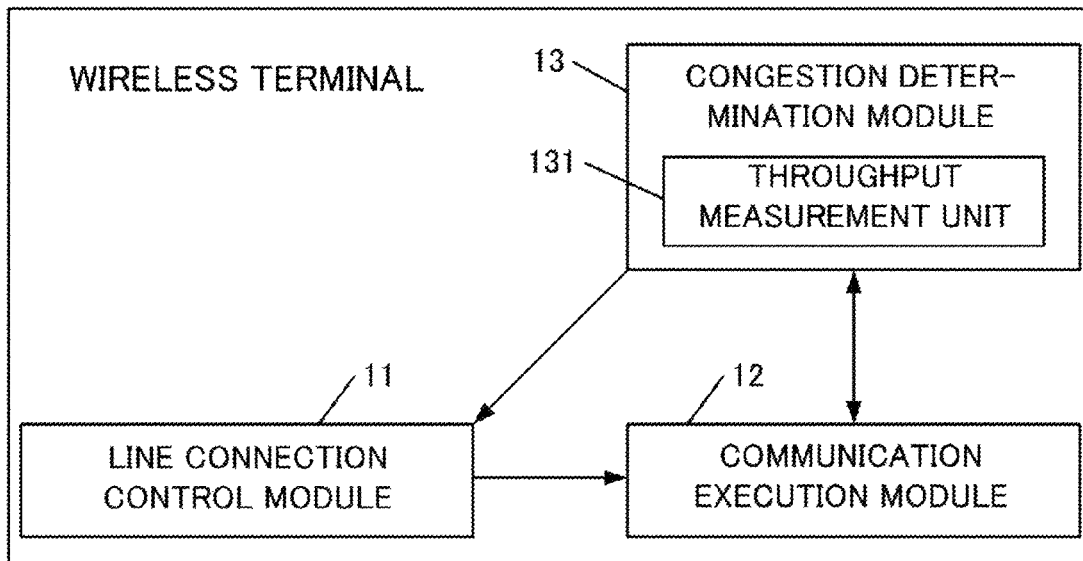 WIRELESS TERMINAL
13
CONGESTION DETER-
MINATION MODULE
131
THROUGHPUT
MEASUREMENT UNIT
11
LINE CONNECTION
CONTROL MODULE
12
COMMUNICATION
EXECUTION MODULE